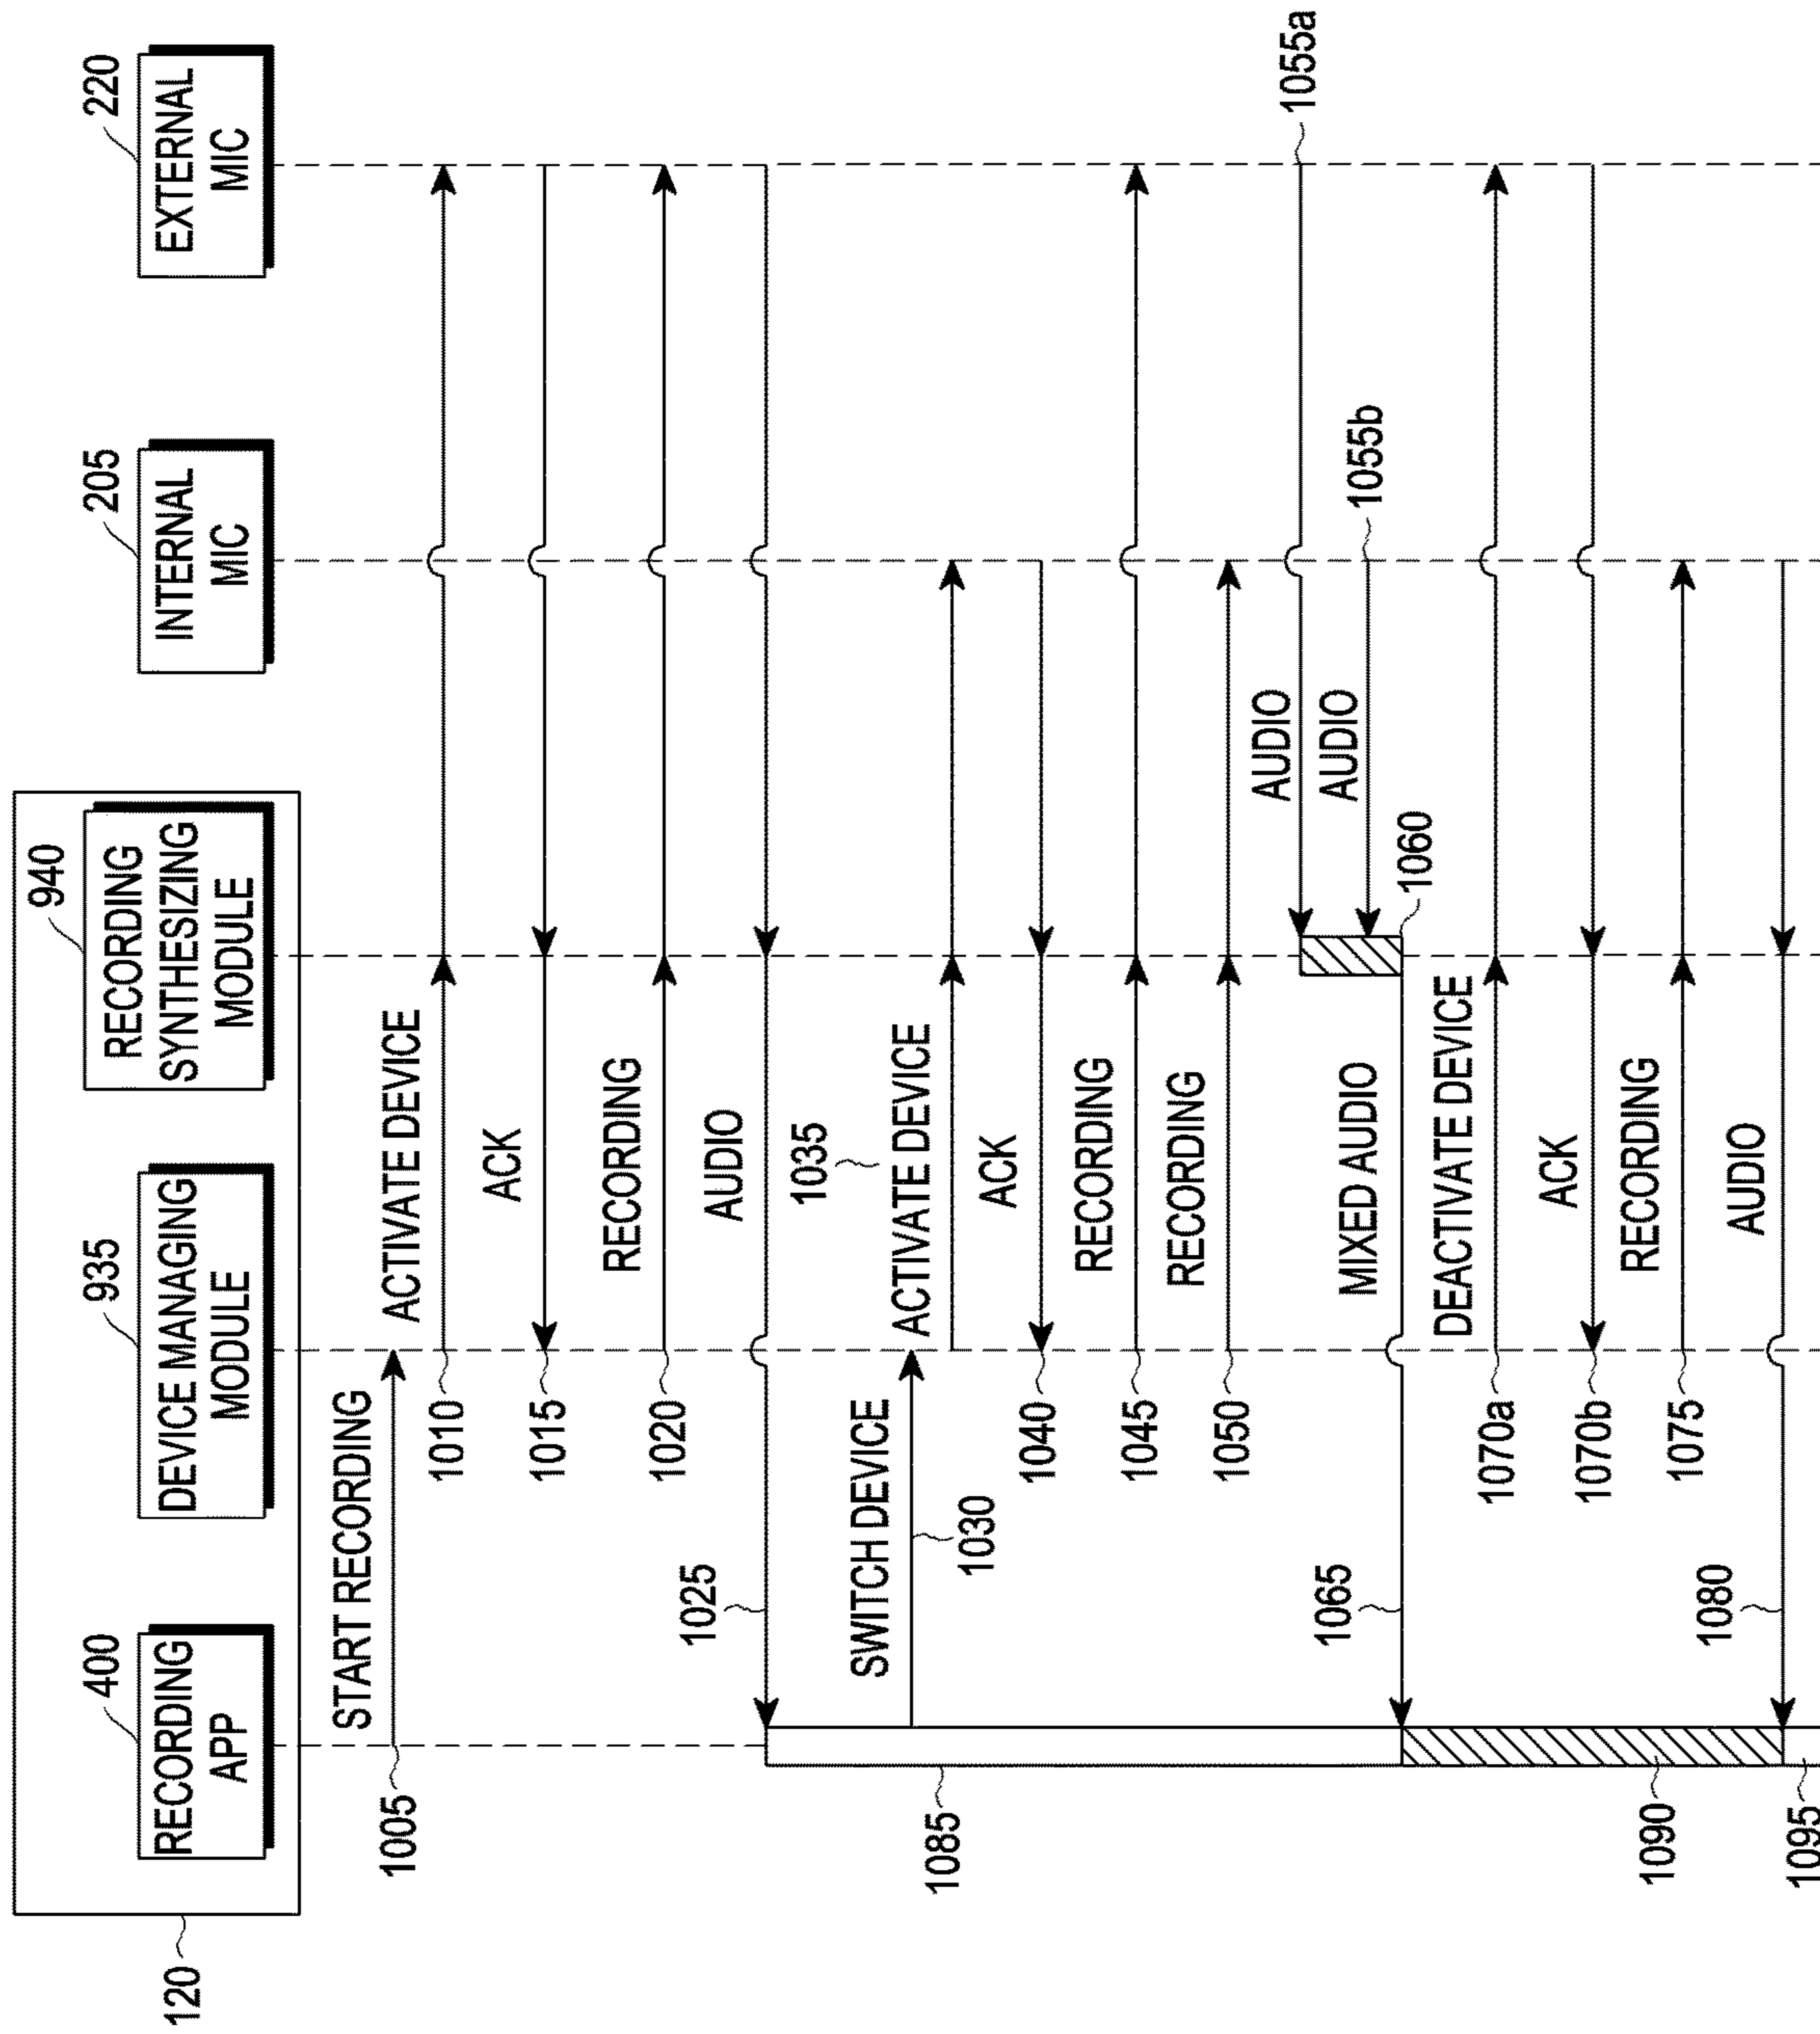 120
RECORDING
APP
400
DEVICE MANAGING
MODULE
935
RECORDING
SYNTHESIZING
MODULE
940
INTERNAL
MIC
205
EXTERNAL
MIC
220
START RECORDING
1005
ACTIVATE DEVICE
1010
ACK
1015
RECORDING
1020
AUDIO
1025
SWITCH DEVICE
1030
1035
ACTIVATE DEVICE
ACK
1040
RECORDING
1045
RECORDING
1050
AUDIO
1055a
AUDIO
1055b
1060
MIXED AUDIO
1065
DEACTIVATE DEVICE
1070a
ACK
1070b
RECORDING
1075
AUDIO
1080
1085
1090
1095